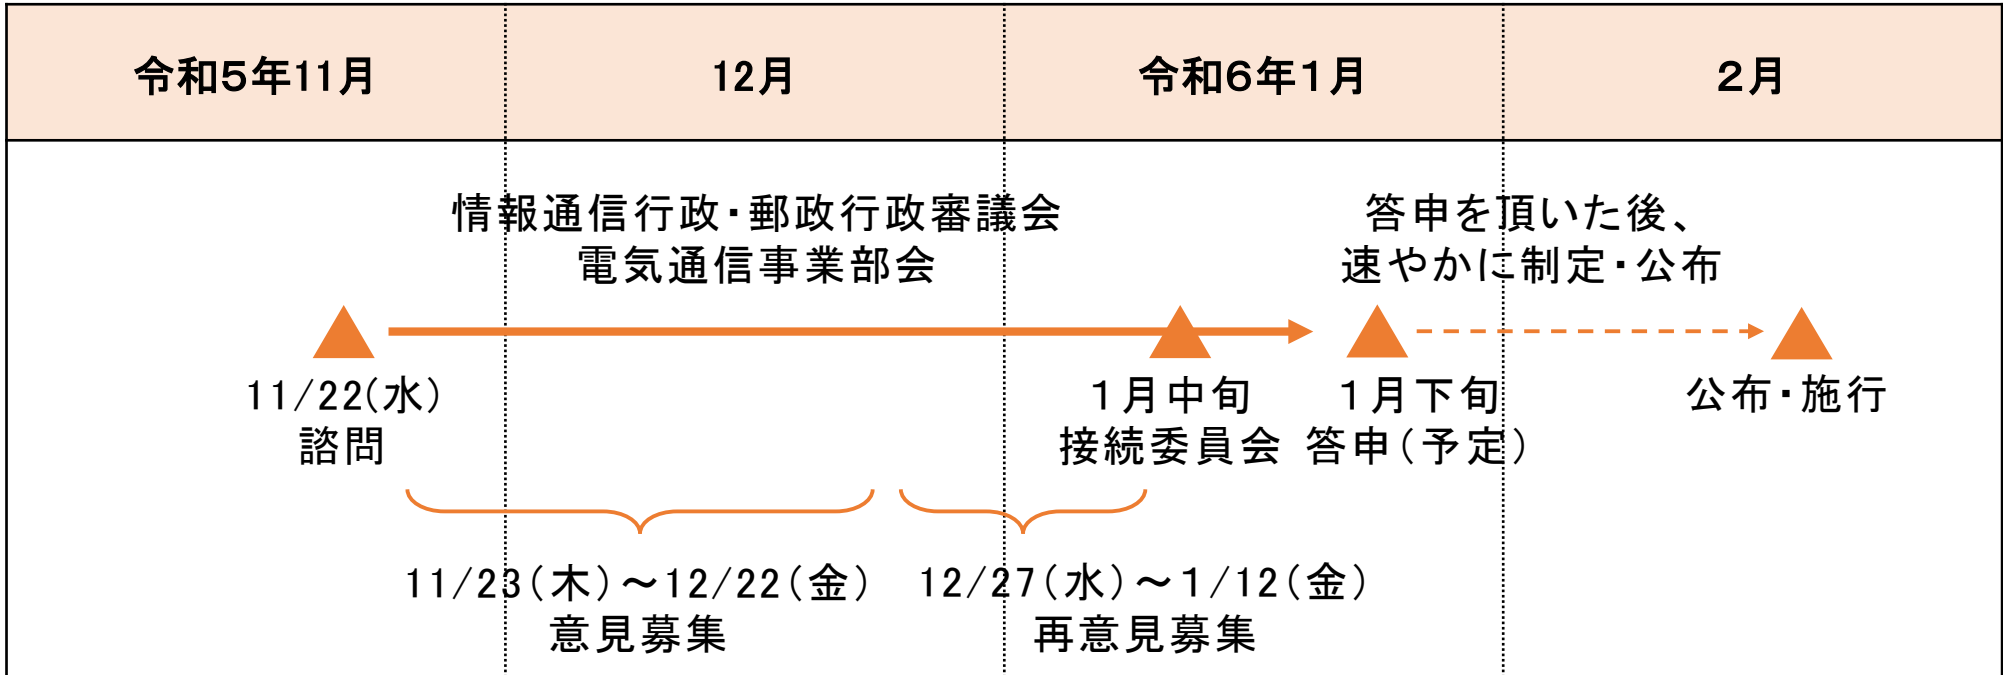 令和５年11月
12月
令和６年１月
２月
情報通信行政・郵政行政審議会
電気通信事業部会
答申を頂いた後、
速やかに制定・公布
11/22(水)
諮問
１月中旬
接続委員会
１月下旬
答申（予定）
公布・施行
11/23（木）～12/22（金）
意見募集
12/27（水）～１/12（金）
再意見募集